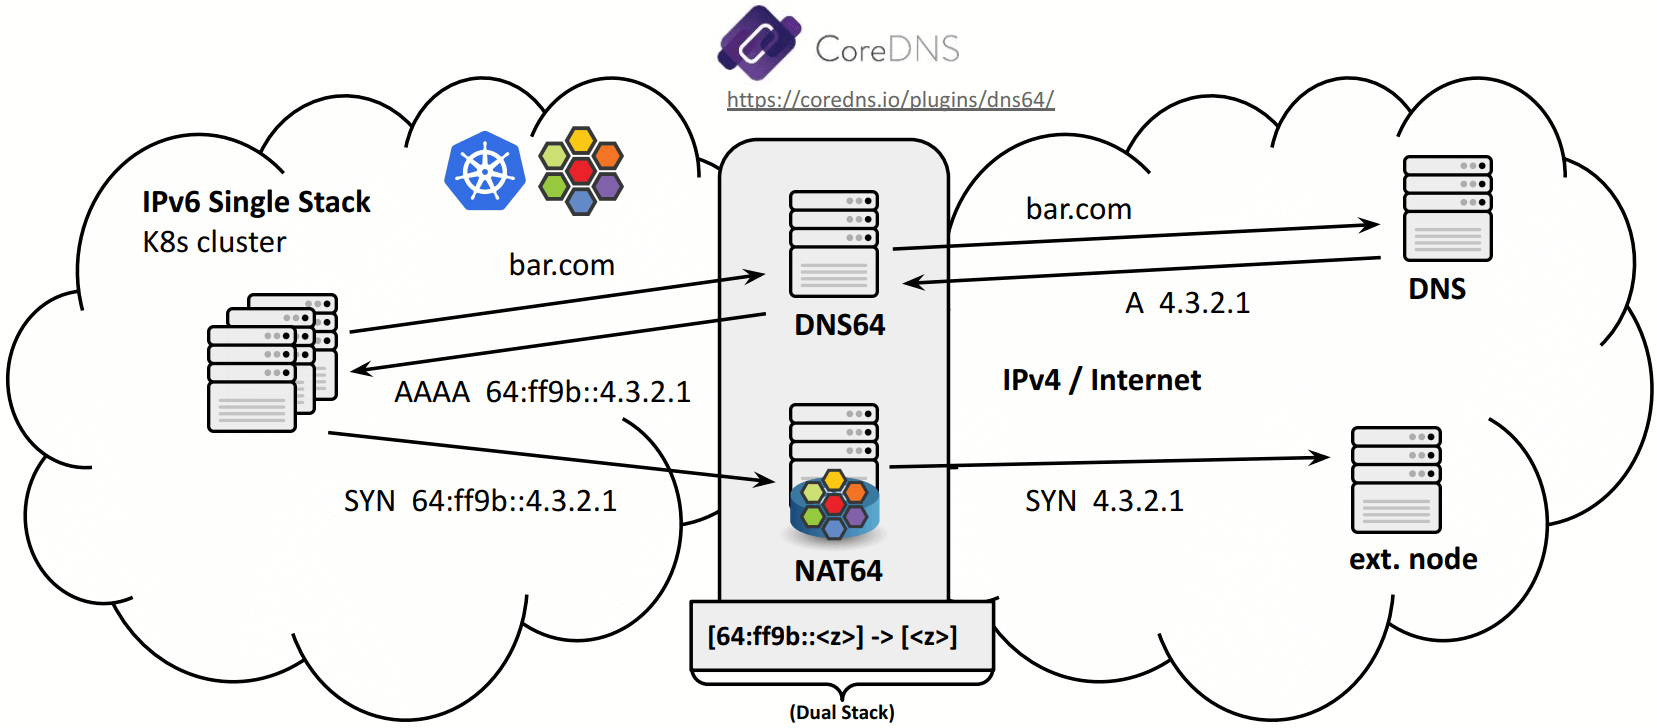 CoreDNS
https://coredns.io/plugins/dns64/
IPv6 Single Stack
K8s cluster
bar.com
AAAA 64:ff9b::4.3.2.1
SYN 64:ff9b::4.3.2.1
DNS64
NAT64
[64:ff9b::<z>] -> [<z>]
(Dual Stack)
bar.com
A 4.3.2.1
DNS
IPv4 / Internet
SYN 4.3.2.1
ext. node